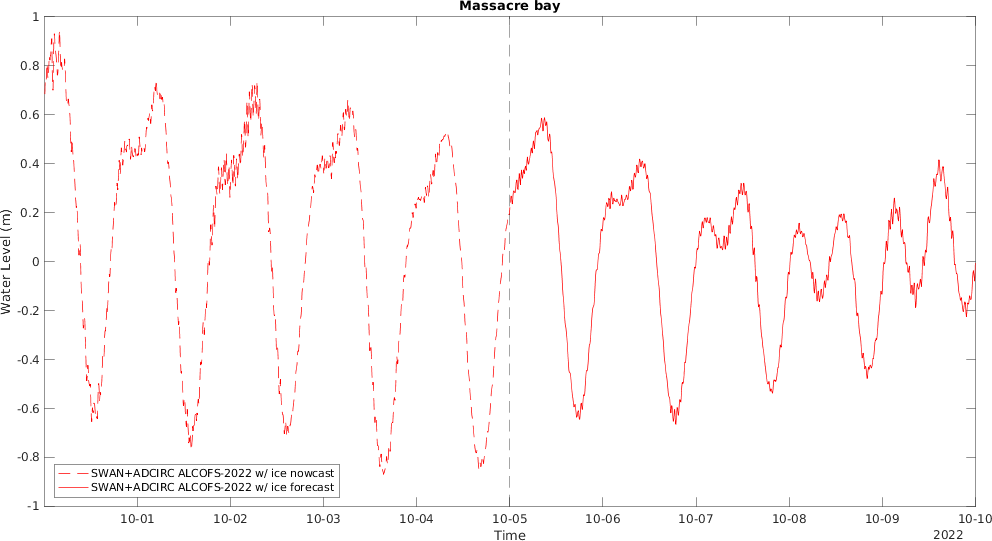 Massacre bay
Water Level (m)
1
0.8
0.6
0.4
0.2
0
-0.2
-0.4
-0.6
-0.8
-1
SWAN+ADCIRC ALCOFS-2022 w/ ice nowcast
SWAN+ADCIRC ALCOFS-2022 w/ ice forecast
10-01 10-02 10-03 10-04 10-05 10-06 10-07 10-08 10-09 10-10
Time
2022